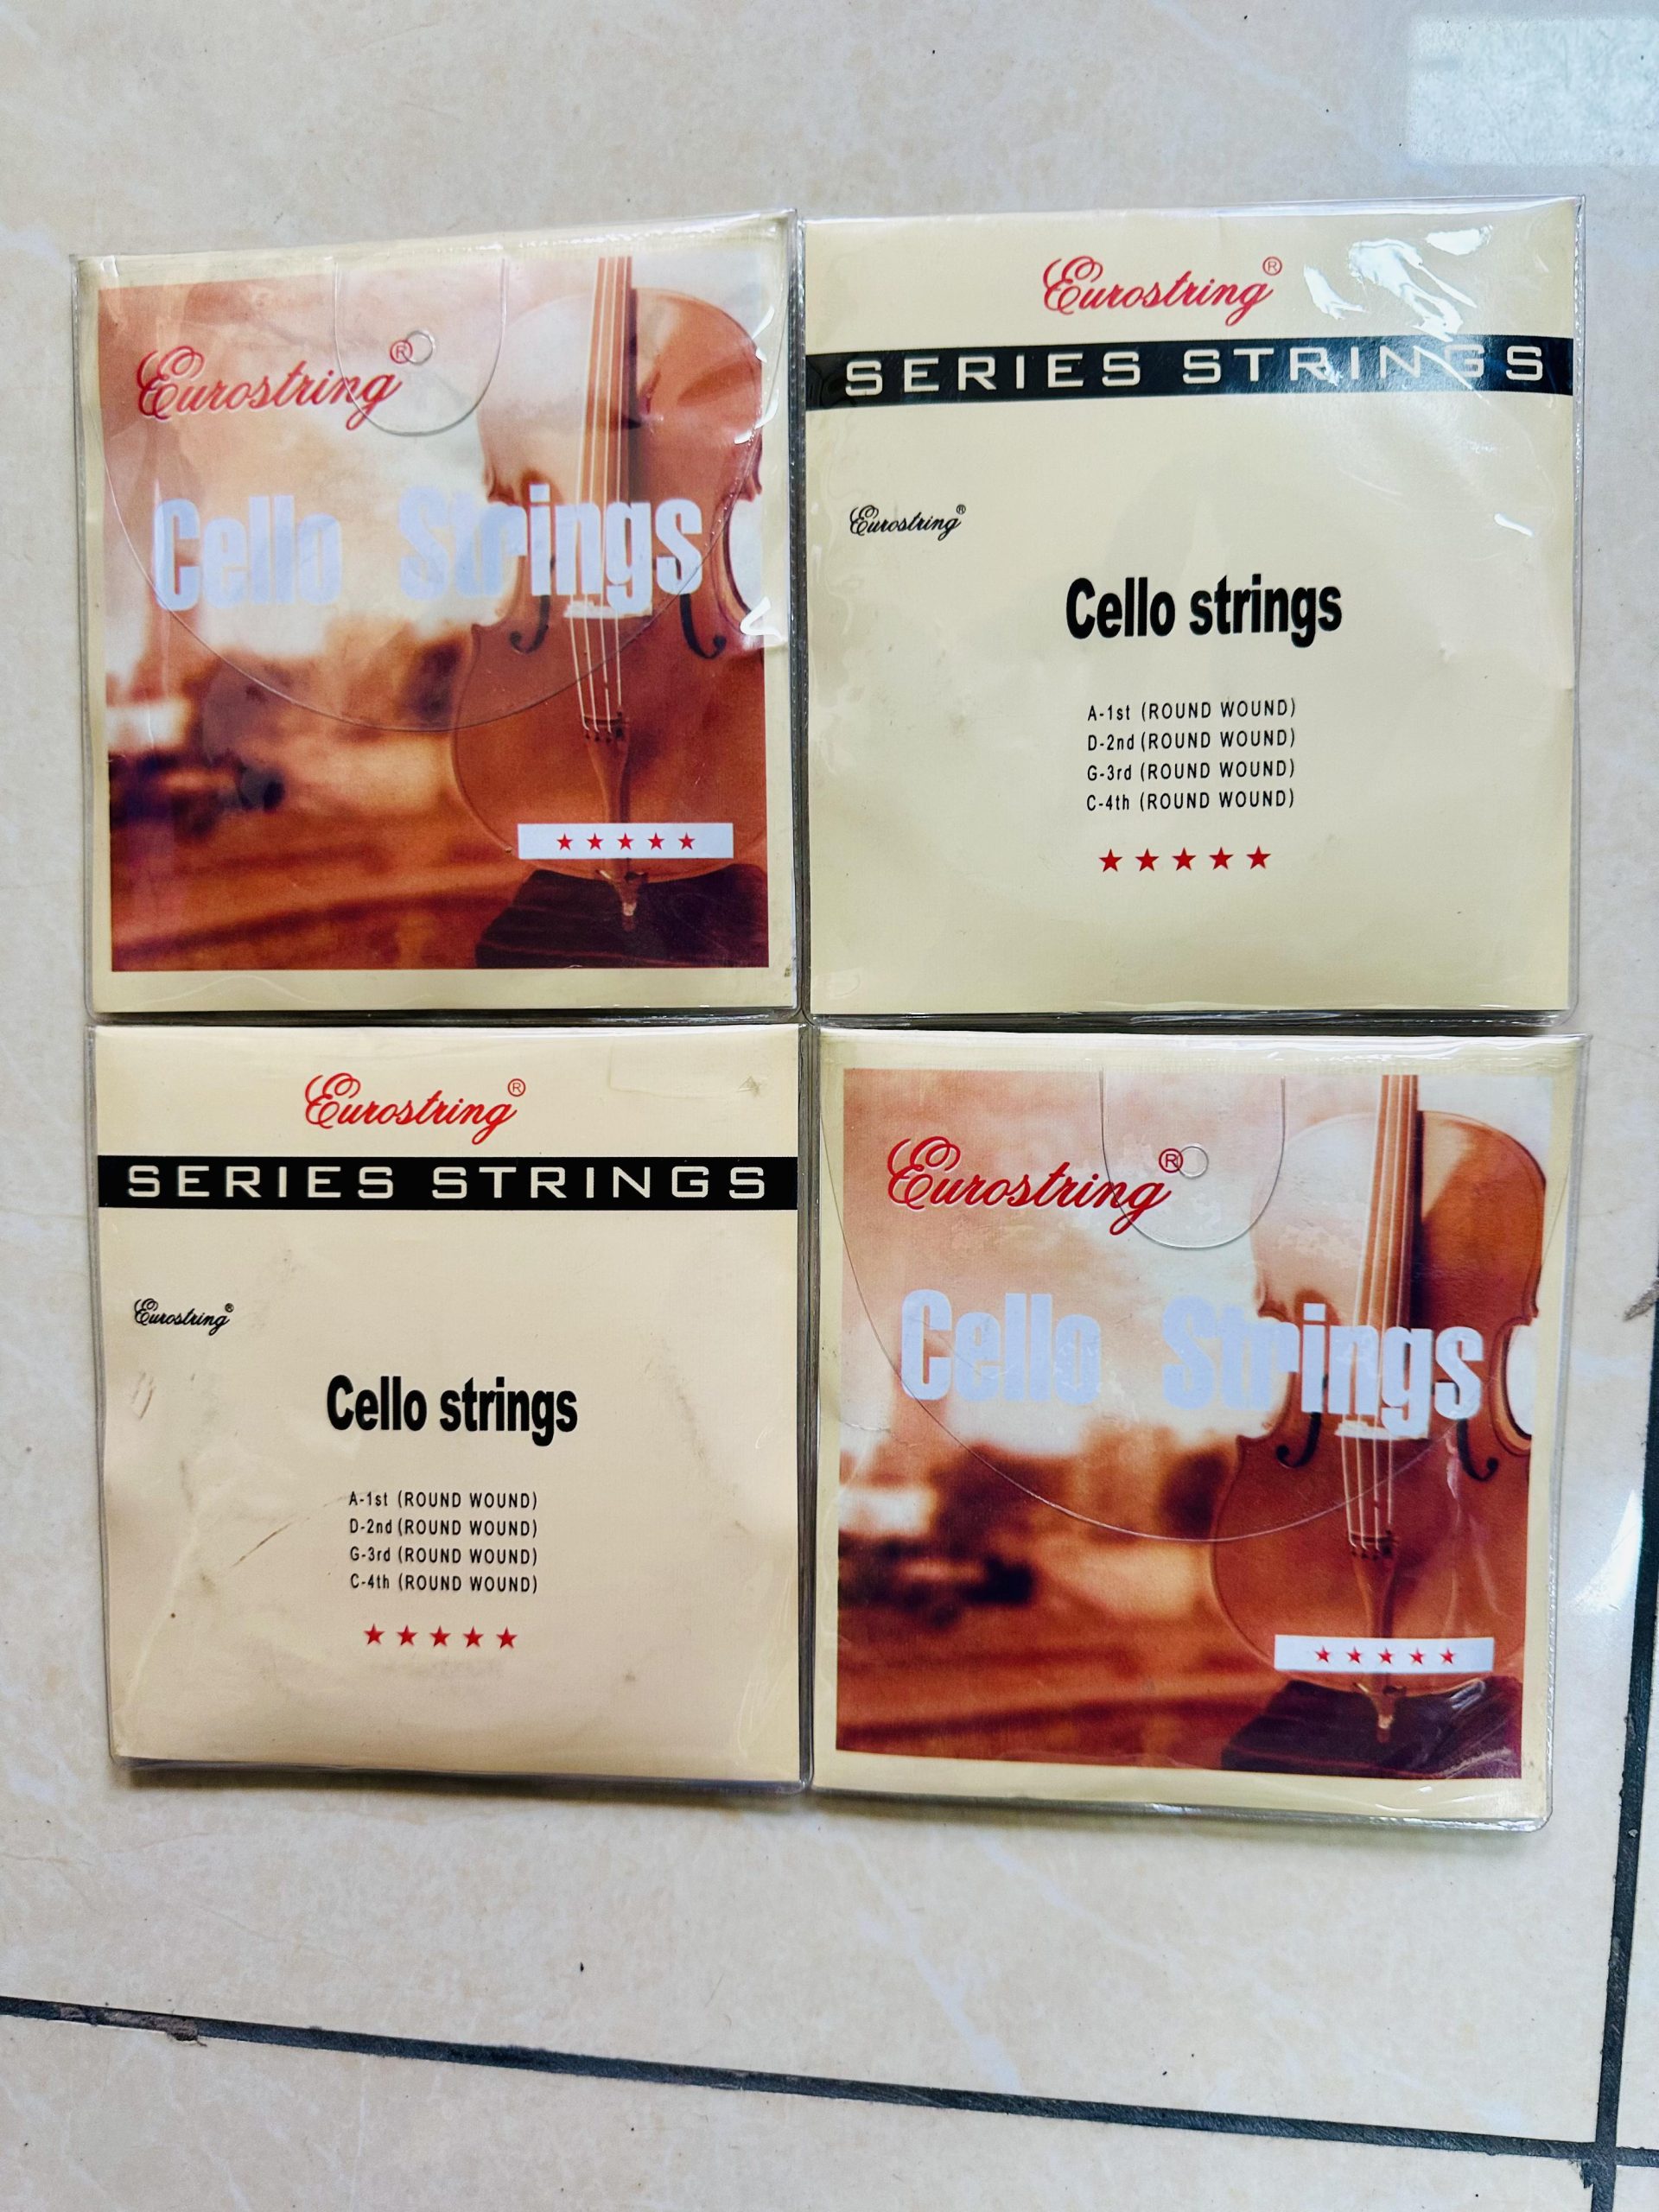 Eurostring®
Cello Strings
★★★★★
Eurostring®
SERIES STRINGS
Eurostring®
Cello strings
A-1st (ROUND WOUND)
D-2nd (ROUND WOUND)
G-3rd (ROUND WOUND)
C-4th (ROUND WOUND)
★★★★★
Eurostring®
SERIES STRINGS
Eurostring®
Cello strings
A-1st (ROUND WOUND)
D-2nd (ROUND WOUND)
G-3rd (ROUND WOUND)
C-4th (ROUND WOUND)
★★★★★
Eurostring®
Cello Strings
★★★★★